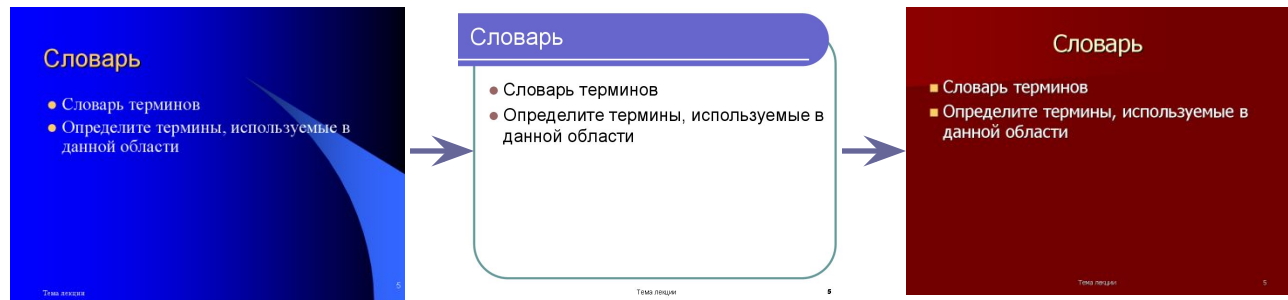 Словарь
Словарь терминов
Определите термины, используемые в
данной области
Тема лекции
5
Словарь
Словарь терминов
Определите термины, используемые в
данной области
Тема лекции
5
Словарь
Словарь терминов
Определите термины, используемые в
данной области
Тема лекции
5